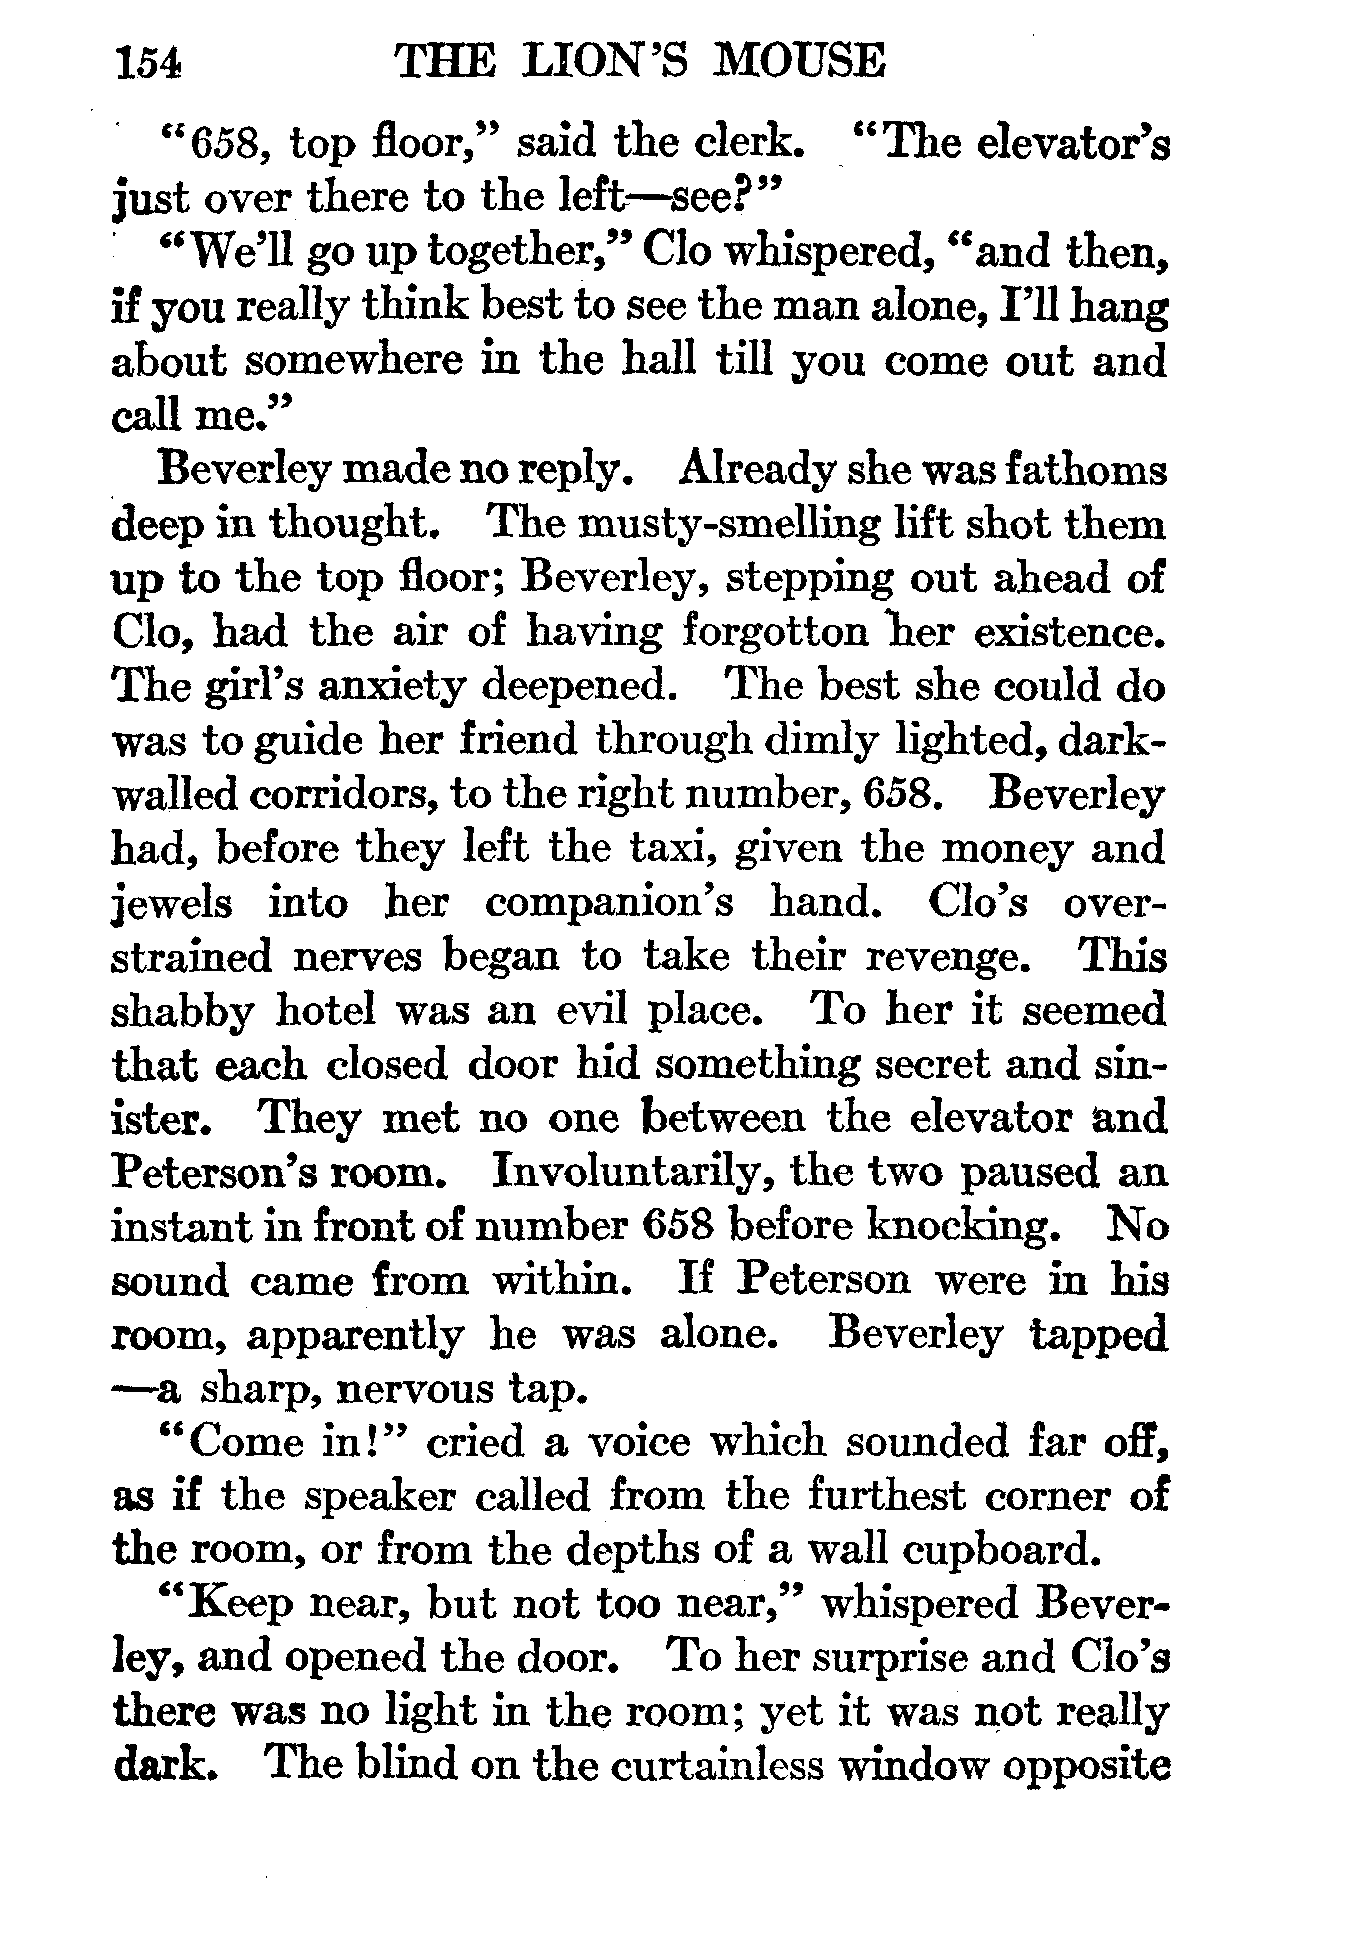 154 THE LION'S MOUSE
"658, top floor," said the clerk. "The elevator's
just over there to the left—see?"
"We'll go up together," Clo whispered, "and then,
if you really think best to see the man alone, I'll hang
about somewhere in the hall till you come out and
call me."
Beverley made no reply. Already she was fathoms
deep in thought. The musty-smelling lift shot them
up to the top floor; Beverley, stepping out ahead of
Clo, had the air of having forgotton her existence.
The girl's anxiety deepened. The best she could do
was to guide her friend through dimly lighted, dark-
walled corridors, to the right number, 658. Beverley
had, before they left the taxi, given the money and
jewels into her companion's hand. Clo's over-
strained nerves began to take their revenge. This
shabby hotel was an evil place. To her it seemed
that each closed door hid something secret and sin-
ister. They met no one between the elevator and
Peterson's room. Involuntarily, the two paused an
instant in front of number 658 before knocking. No
sound came from within. If Peterson were in his
room, apparently he was alone. Beverley tapped
—a sharp, nervous tap.
"Come in!" cried a voice which sounded far off,
as if the speaker called from the furthest corner of
the room, or from the depths of a wall cupboard.
"Keep near, but not too near," whispered Bever-
ley, and opened the door. To her surprise and Clo's
there was no light in the room; yet it was not really
dark. The blind on the curtainless window opposite